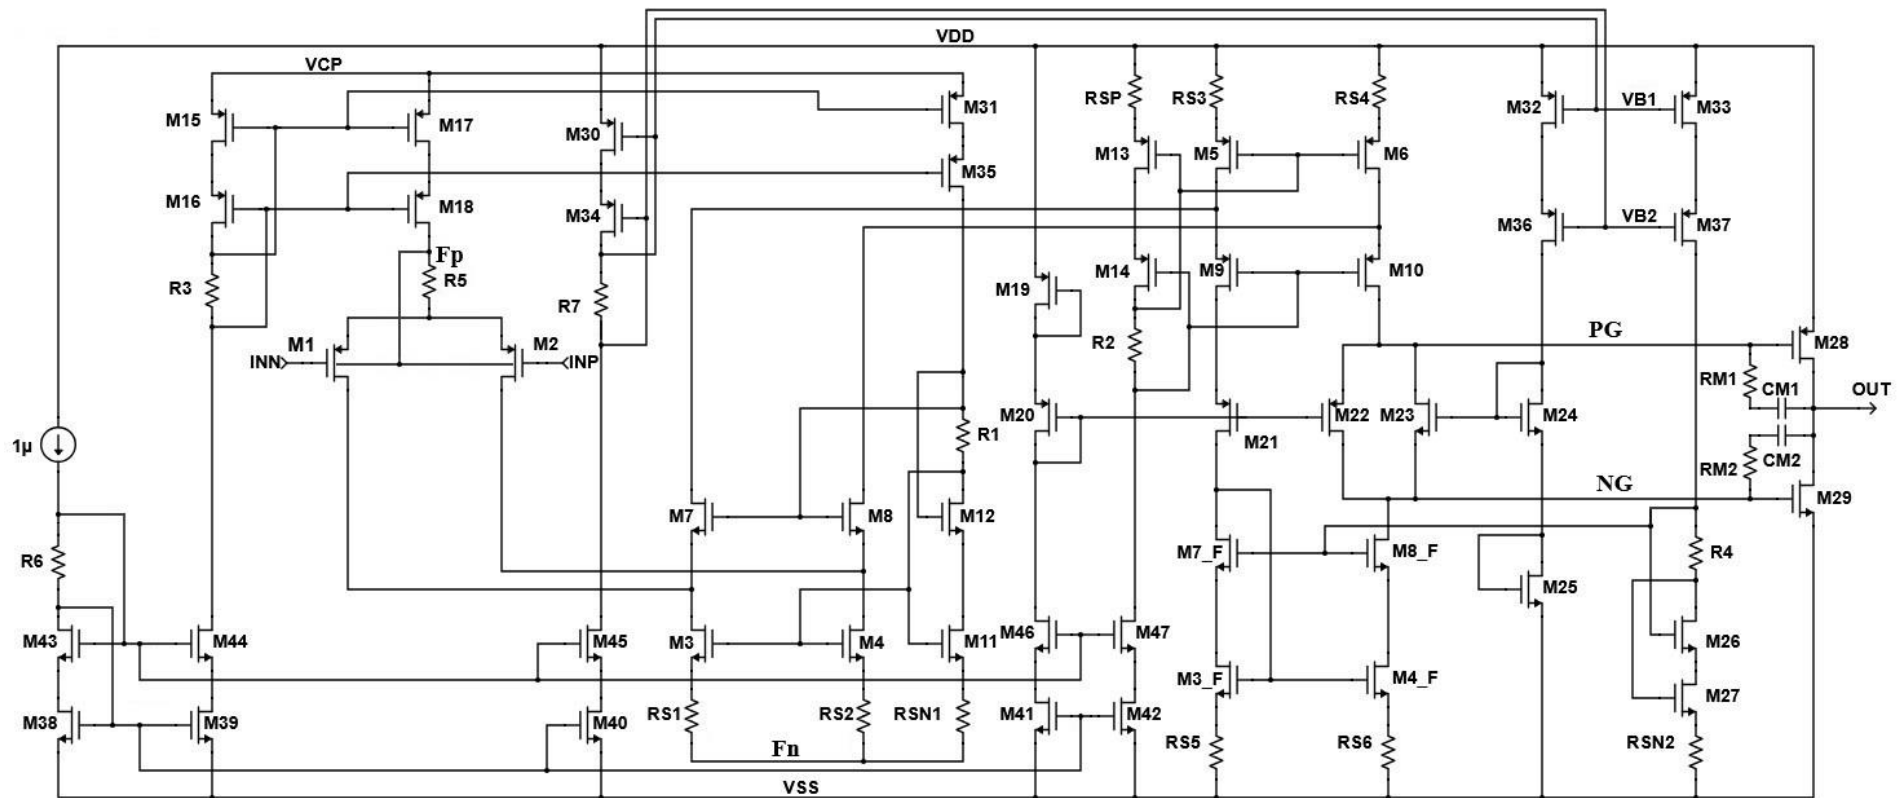 VDD
VCP
M15
M17
M31
M30
RSP
RS3
RS4
M32
VB1
M33
M13
M5
M6
M35
M16
M18
M34
M36
VB2
M37
Fp
R5
M14
M9
M10
R3
M19
R7
PG
M1
M2
R2
M28
INN
INP
RM1
CM1
OUT
M20
M22
M23
M24
R1
M21
1µ
CM2
RM2
NG
M29
M7
M8
M12
R6
M7_F
M8_F
R4
M25
M43
M44
M45
M3
M4
M11
M46
M47
M26
M3_F
M4_F
M27
RS1
RS2
RSN1
M38
M39
M40
M41
M42
RS5
RS6
RSN2
Fn
VSS